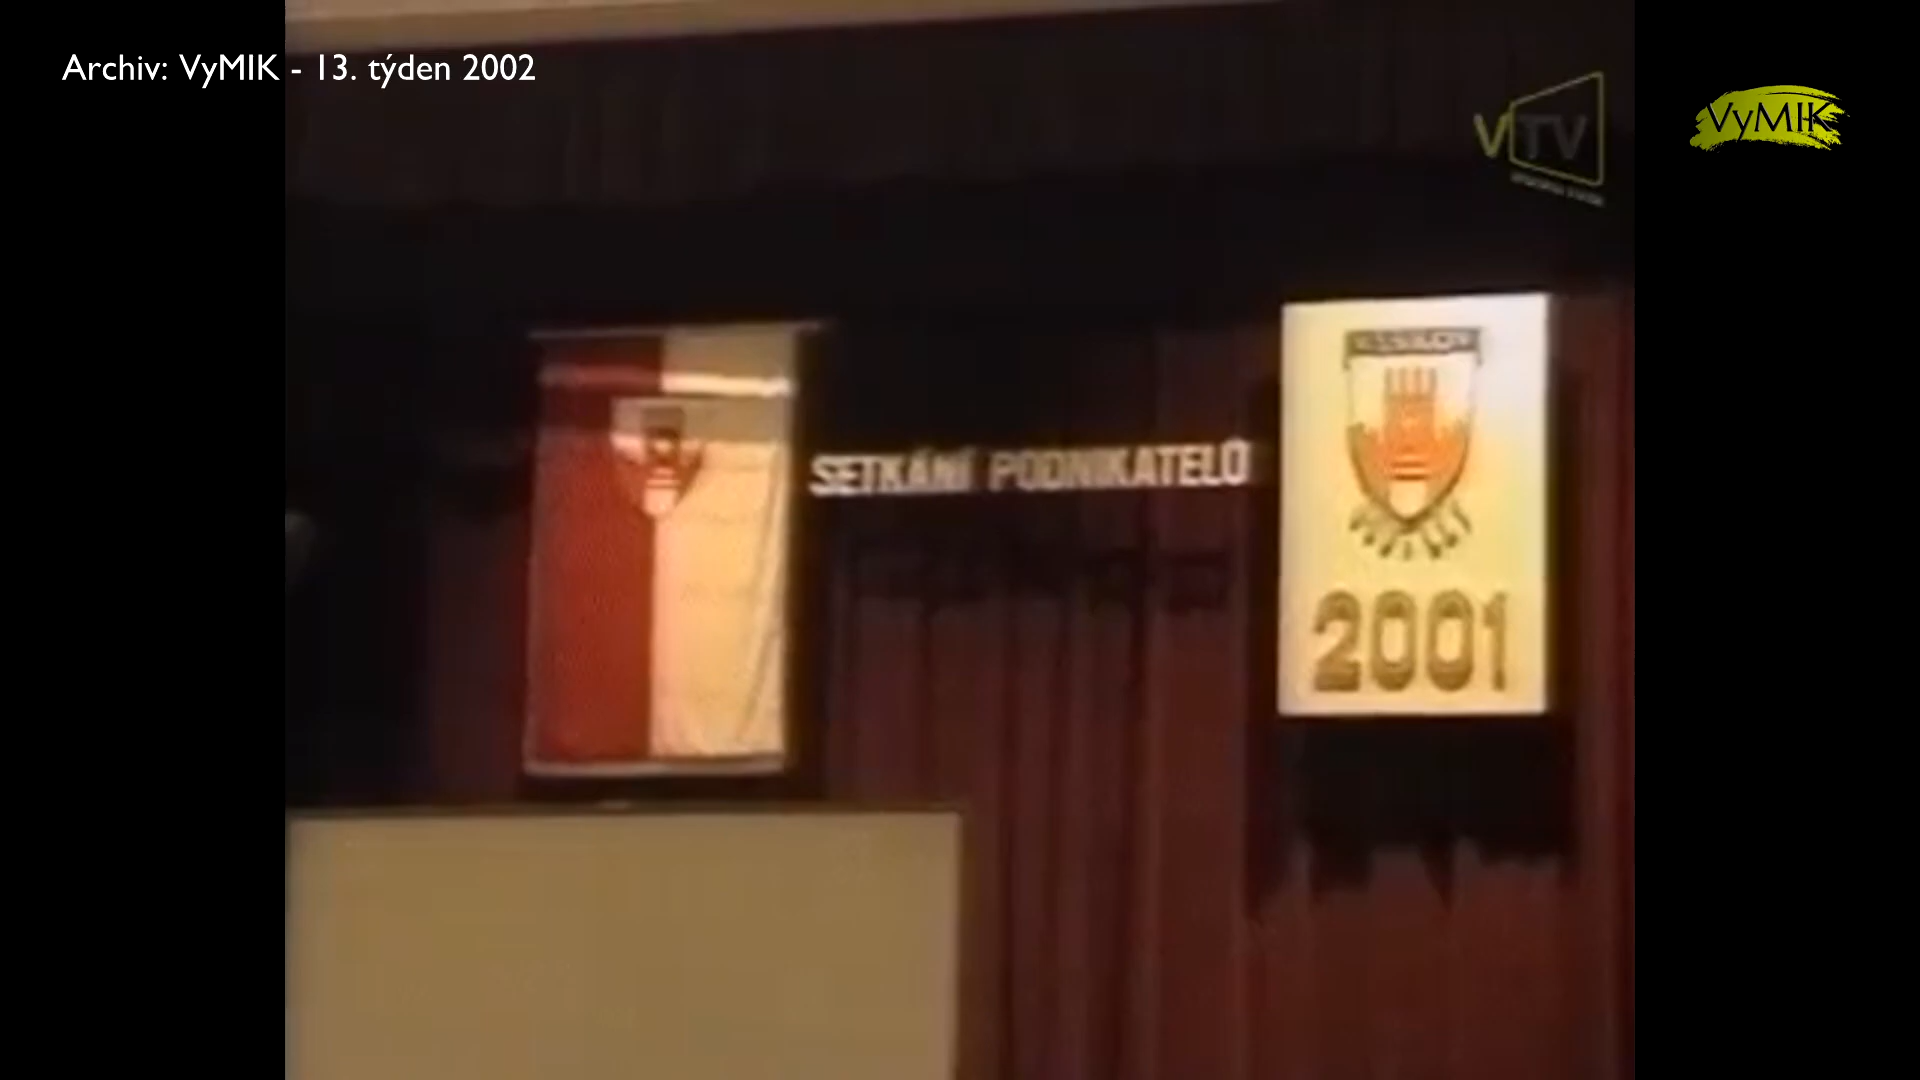 Archiv: VyMIK - 13. týden 2002
VTV
VyMIK
SETKÁNÍ PODNIKATELŮ
2001